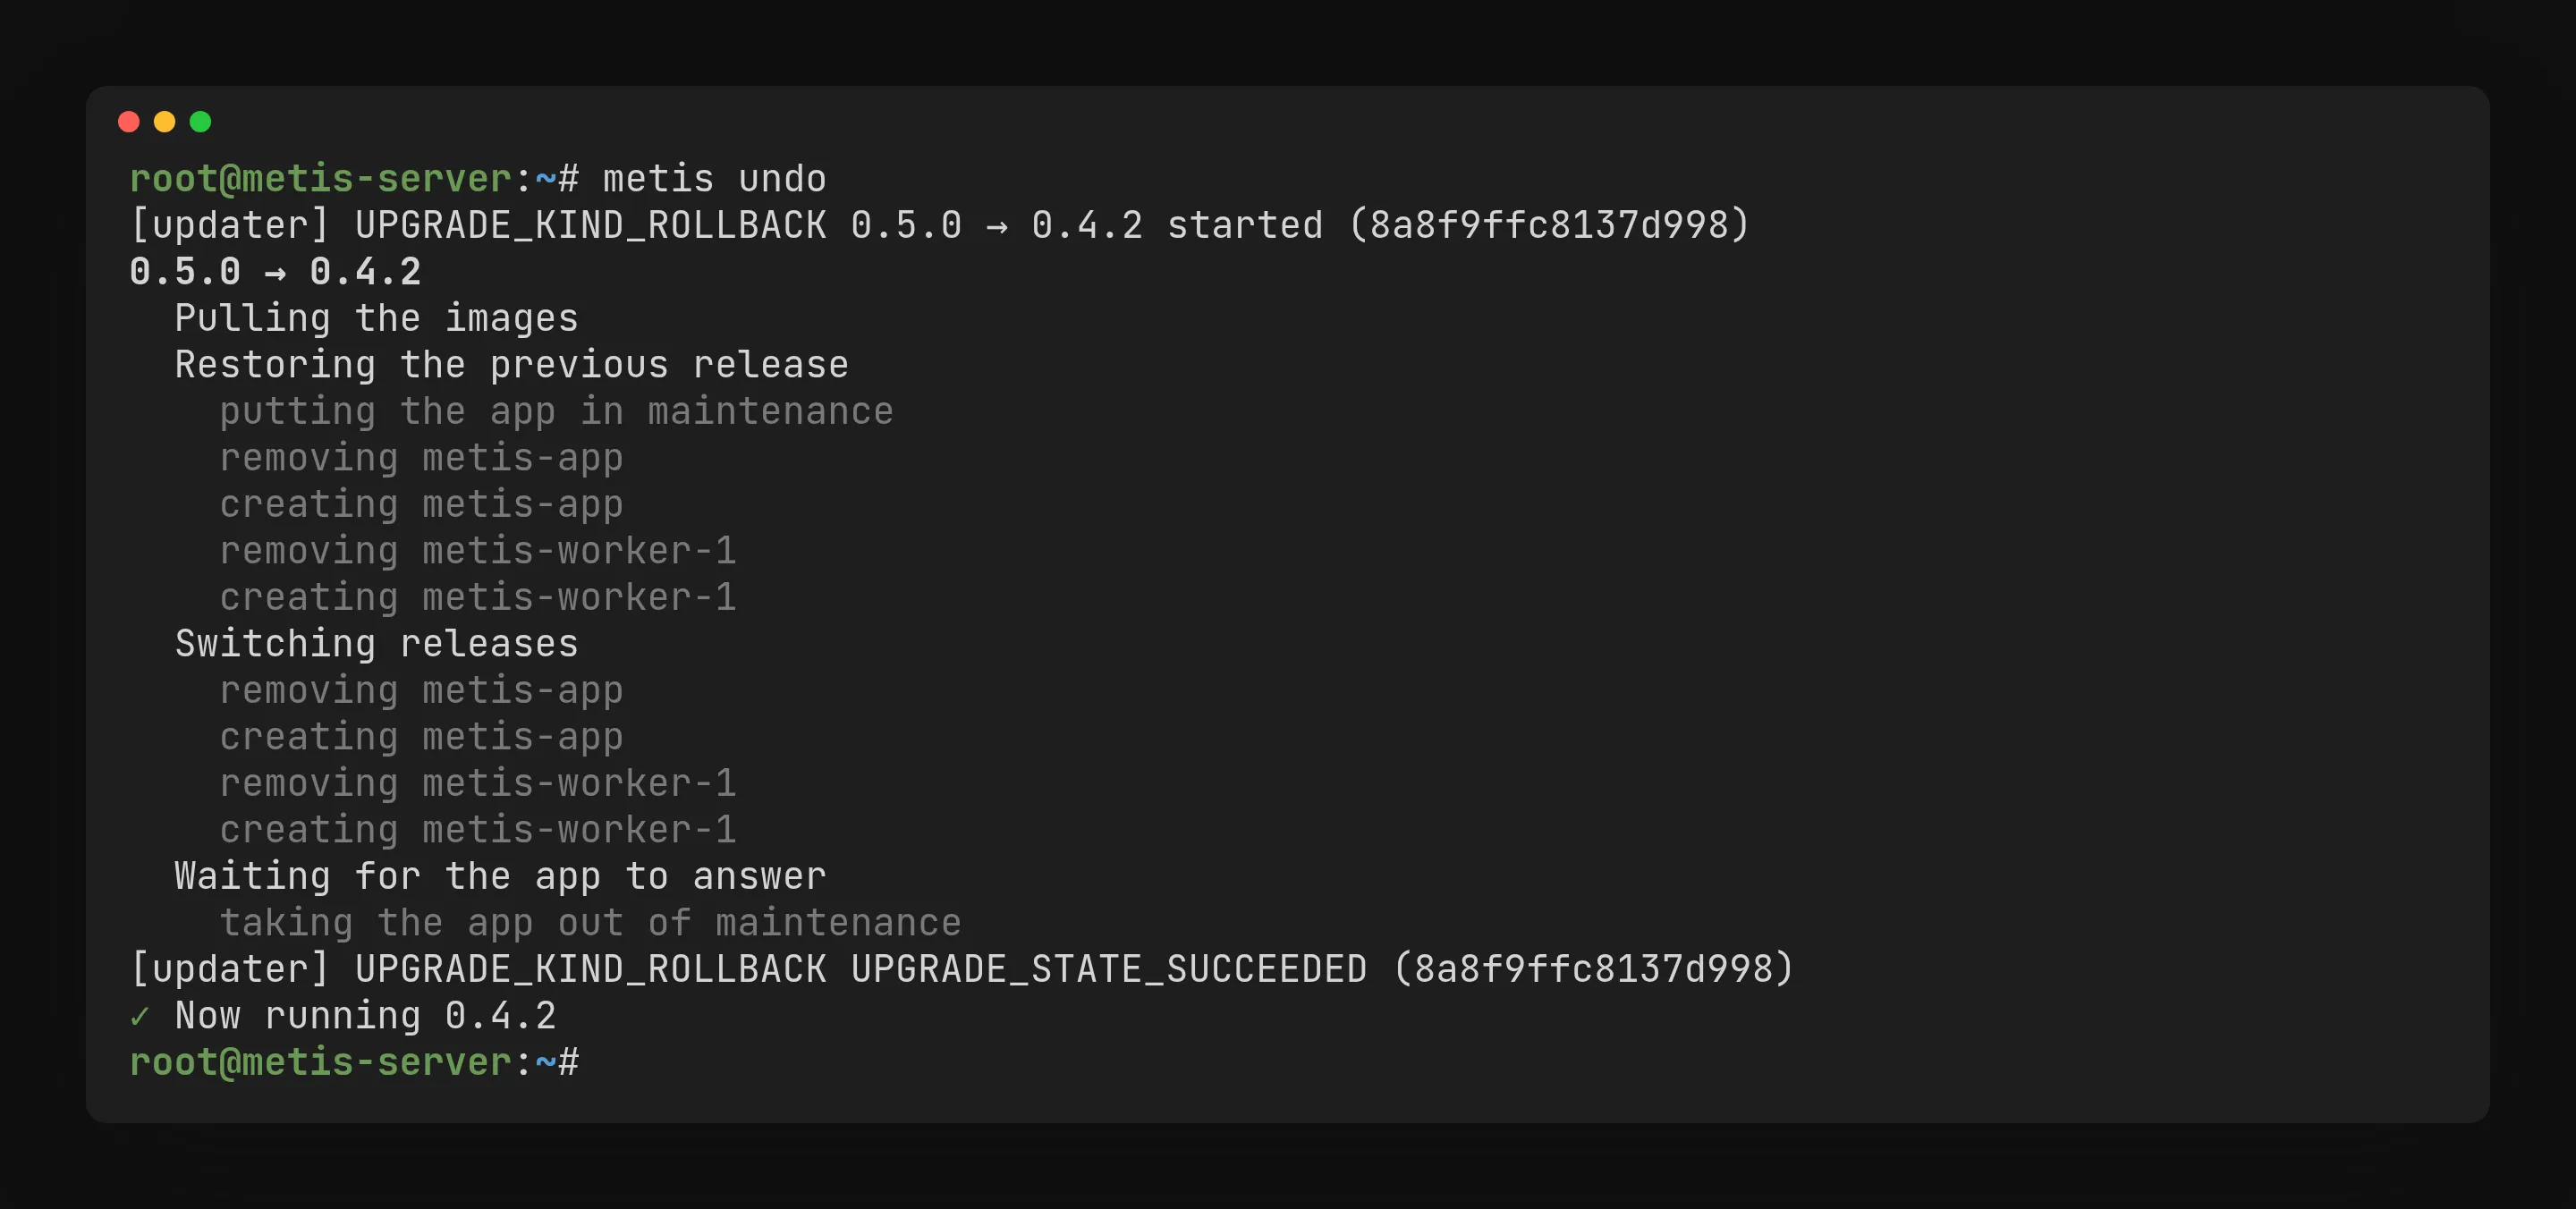 root@metis-server:~# metis undo
[updater] UPGRADE_KIND_ROLLBACK 0.5.0 → 0.4.2 started (8a8f9ffc8137d998)
0.5.0 → 0.4.2
  Pulling the images
  Restoring the previous release
    putting the app in maintenance
    removing metis-app
    creating metis-app
    removing metis-worker-1
    creating metis-worker-1
  Switching releases
    removing metis-app
    creating metis-app
    removing metis-worker-1
    creating metis-worker-1
  Waiting for the app to answer
    taking the app out of maintenance
[updater] UPGRADE_KIND_ROLLBACK UPGRADE_STATE_SUCCEEDED (8a8f9ffc8137d998)
✓ Now running 0.4.2
root@metis-server:~#